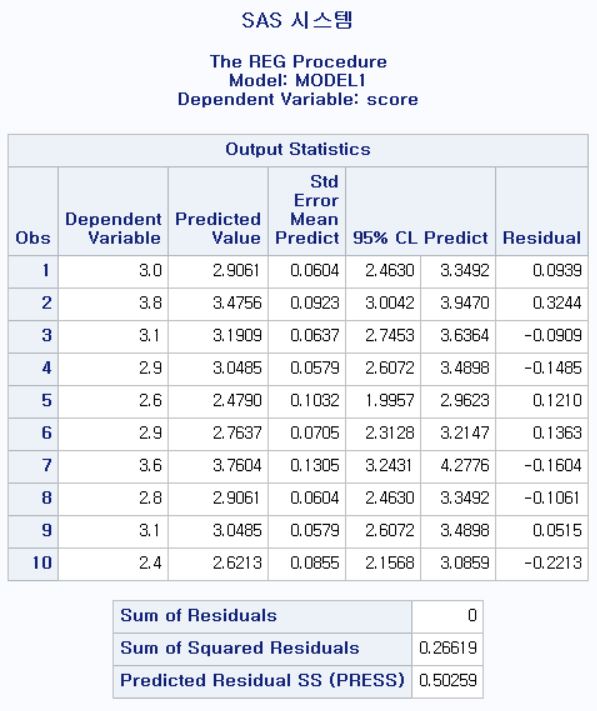 SAS 시스템
The REG Procedure
Model: MODEL1
Dependent Variable: score
Output Statistics
Obs Dependent Variable Predicted Value Std Error Mean Predict 95% CL Predict Residual
1 3.0 2.9061 0.0604 2.4630 3.3492 0.0939
2 3.8 3.4756 0.0923 3.0042 3.9470 0.3244
3 3.1 3.1909 0.0637 2.7453 3.6364 -0.0909
4 2.9 3.0485 0.0579 2.6072 3.4898 -0.1485
5 2.6 2.4790 0.1032 1.9957 2.9623 0.1210
6 2.9 2.7637 0.0705 2.3128 3.2147 0.1363
7 3.6 3.7604 0.1305 3.2431 4.2776 -0.1604
8 2.8 2.9061 0.0604 2.4630 3.3492 -0.1061
9 3.1 3.0485 0.0579 2.6072 3.4898 0.0515
10 2.4 2.6213 0.0855 2.1568 3.0859 -0.2213
Sum of Residuals 0
Sum of Squared Residuals 0.26619
Predicted Residual SS (PRESS) 0.50259